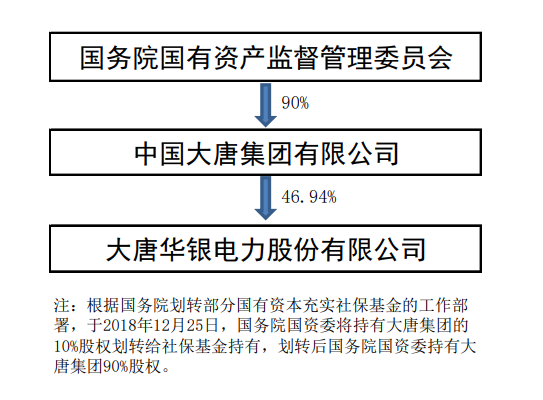 国务院国有资产监督管理委员会
90%
中国大唐集团有限公司
46.94%
大唐华银电力股份有限公司
注：根据国务院划转部分国有资本充实社保基金的工作部
署，于2018年12月25日，国务院国资委将持有大唐集团的
10%股权划转给社保基金持有，划转后国务院国资委持有大
唐集团90%股权。